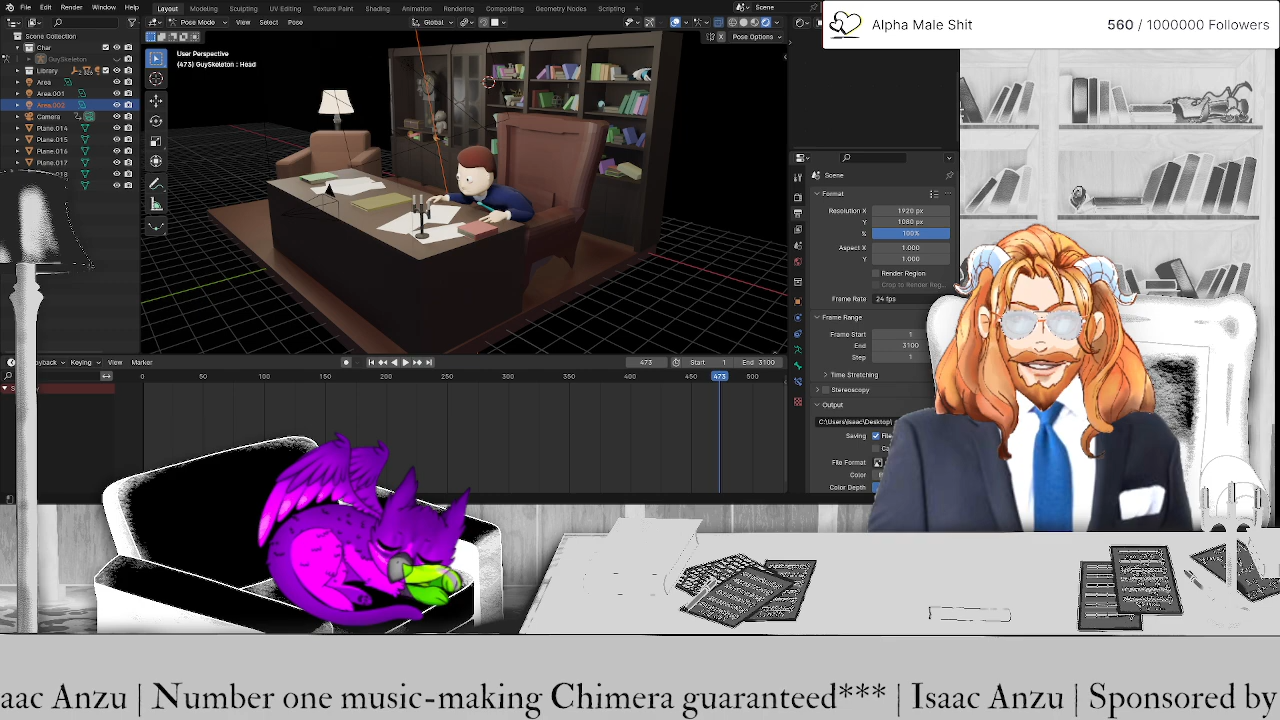 File Edit Render Window Help Layout Modeling Sculpting UV Editing Texture Paint Shading Animation Rendering Compositing Geometry Nodes Scripting Scene
Alpha Male Shit 560 / 1000000 Followers
Pose Mode View Select Pose Global
Pose Options
Scene Collection
Char
GuySkeleton
Library
Area
Area.001
Area.002
Camera
Plane.014
Plane.015
Plane.016
Plane.017
User Perspective
(473) GuySkeleton : Head
Scene
Format
Resolution X 1920 px
Y 1080 px
% 100%
Aspect X 1.000
Y 1.000
Render Region
Crop to Render Reg...
Frame Rate 24 fps
Frame Range
Frame Start 1
End 3100
Step 1
Time Stretching
Stereoscopy
Output
C:\Users\Isaac\Desktop\
Saving
File Format
Color
Color Depth
Keying View Marker 473 Start 1 End 3100
0 50 100 150 200 250 300 350 400 450 473 500
aac Anzu | Number one music-making Chimera guaranteed*** | Isaac Anzu | Sponsored by